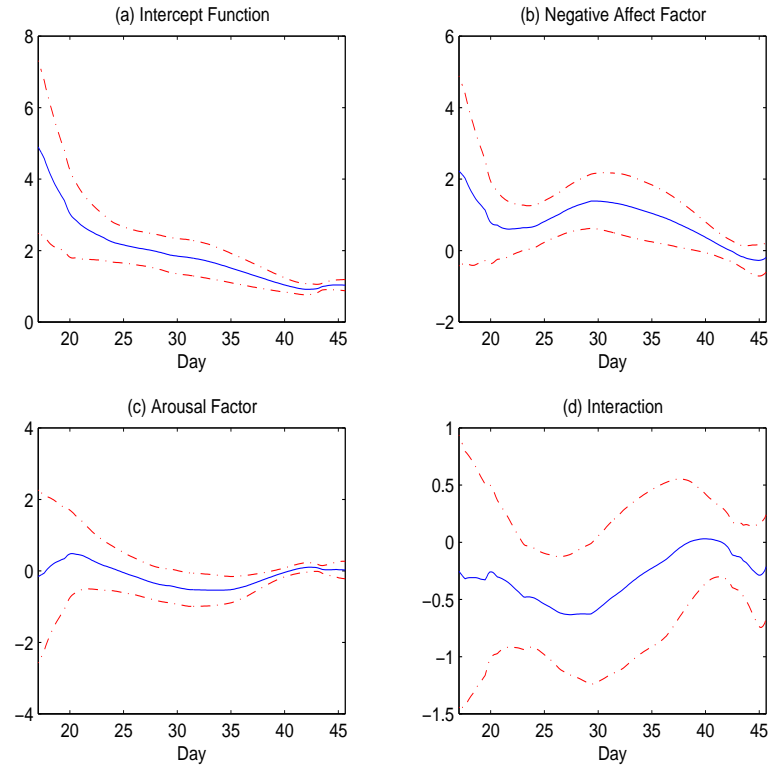 (a) Intercept Function
8
6
4
2
0
20 25 30 35 40 45
Day
(b) Negative Affect Factor
6
4
2
0
−2
20 25 30 35 40 45
Day
(c) Arousal Factor
4
2
0
−2
−4
20 25 30 35 40 45
Day
(d) Interaction
1
0.5
0
−0.5
−1
−1.5
20 25 30 35 40 45
Day